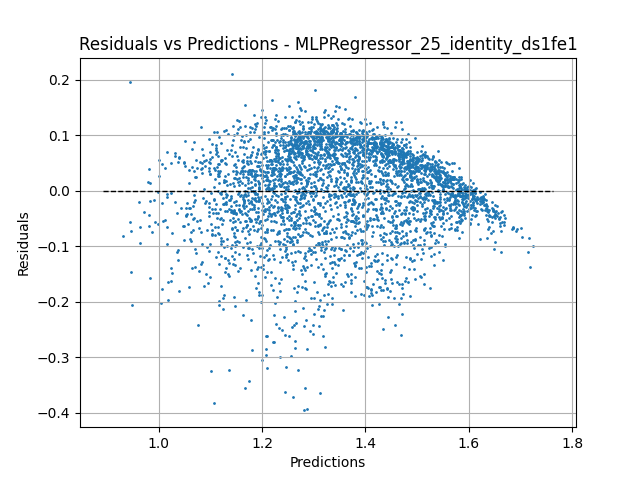 Residuals vs Predictions - MLPRegressor_25_identity_ds1fe1
0.2
0.1
0.0
−0.1
−0.2
−0.3
−0.4
Residuals
1.0 1.2 1.4 1.6 1.8
Predictions